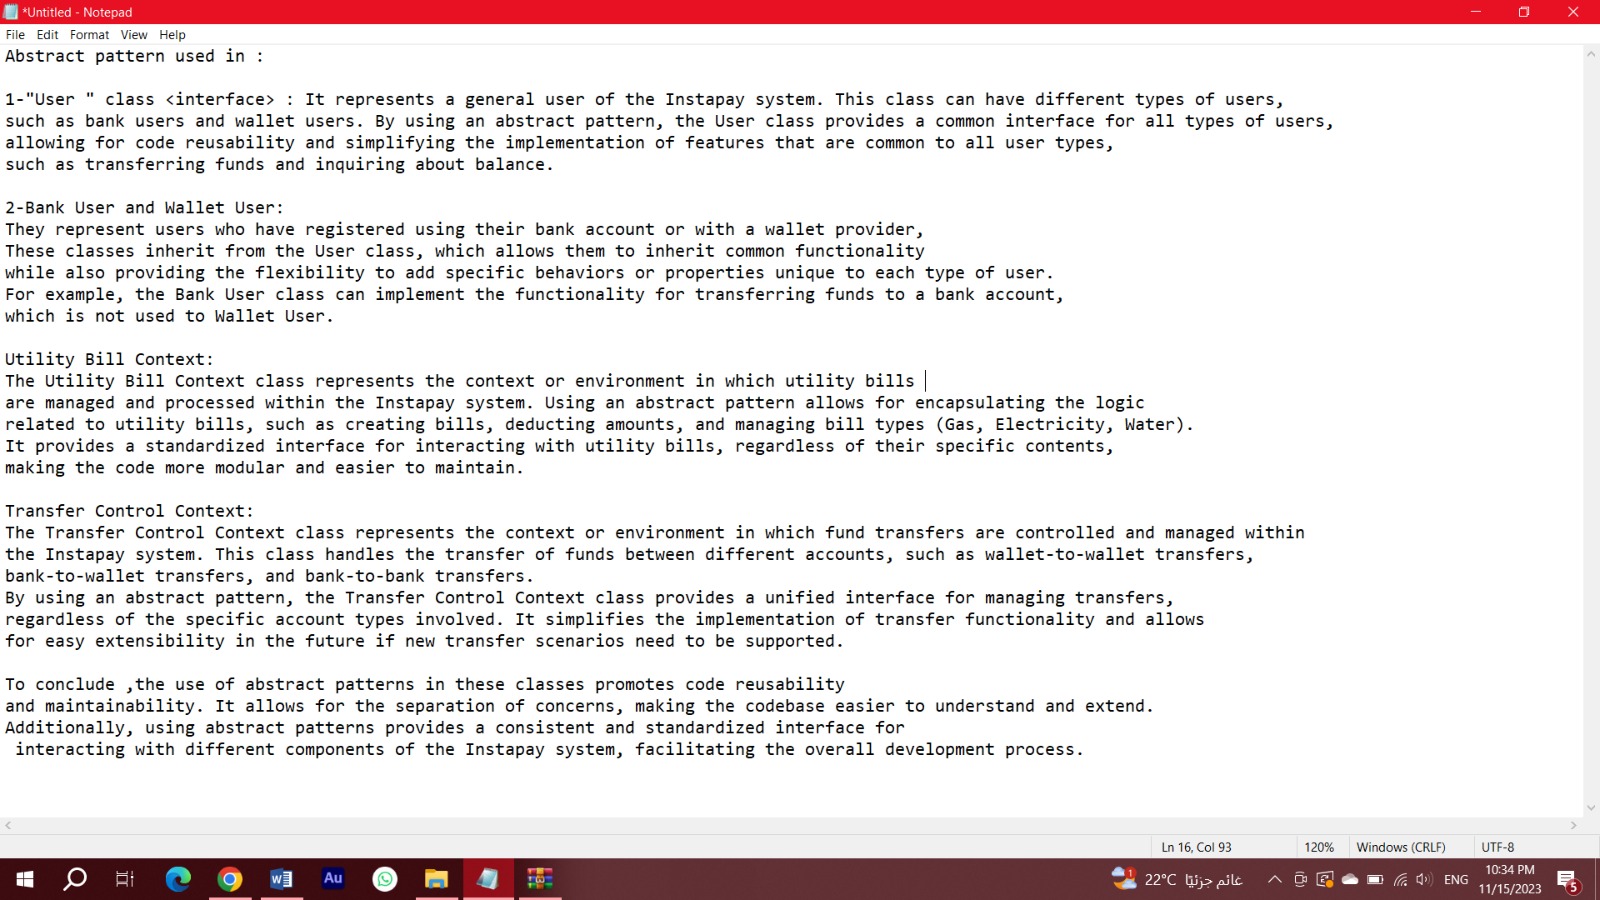 *Untitled - Notepad
File Edit Format View Help
Abstract pattern used in :
1-"User " class <interface> : It represents a general user of the Instapay system. This class can have different types of users,
such as bank users and wallet users. By using an abstract pattern, the User class provides a common interface for all types of users,
allowing for code reusability and simplifying the implementation of features that are common to all user types,
such as transferring funds and inquiring about balance.
2-Bank User and Wallet User:
They represent users who have registered using their bank account or with a wallet provider,
These classes inherit from the User class, which allows them to inherit common functionality
while also providing the flexibility to add specific behaviors or properties unique to each type of user.
For example, the Bank User class can implement the functionality for transferring funds to a bank account,
which is not used to Wallet User.
Utility Bill Context:
The Utility Bill Context class represents the context or environment in which utility bills
are managed and processed within the Instapay system. Using an abstract pattern allows for encapsulating the logic
related to utility bills, such as creating bills, deducting amounts, and managing bill types (Gas, Electricity, Water).
It provides a standardized interface for interacting with utility bills, regardless of their specific contents,
making the code more modular and easier to maintain.
Transfer Control Context:
The Transfer Control Context class represents the context or environment in which fund transfers are controlled and managed within
the Instapay system. This class handles the transfer of funds between different accounts, such as wallet-to-wallet transfers,
bank-to-wallet transfers, and bank-to-bank transfers.
By using an abstract pattern, the Transfer Control Context class provides a unified interface for managing transfers,
regardless of the specific account types involved. It simplifies the implementation of transfer functionality and allows
for easy extensibility in the future if new transfer scenarios need to be supported.
To conclude ,the use of abstract patterns in these classes promotes code reusability
and maintainability. It allows for the separation of concerns, making the codebase easier to understand and extend.
Additionally, using abstract patterns provides a consistent and standardized interface for
interacting with different components of the Instapay system, facilitating the overall development process.
Ln 16, Col 93 120% Windows (CRLF) UTF-8
Au 1 22°C غائم جزئيًا ENG 10:34 PM 5
11/15/2023